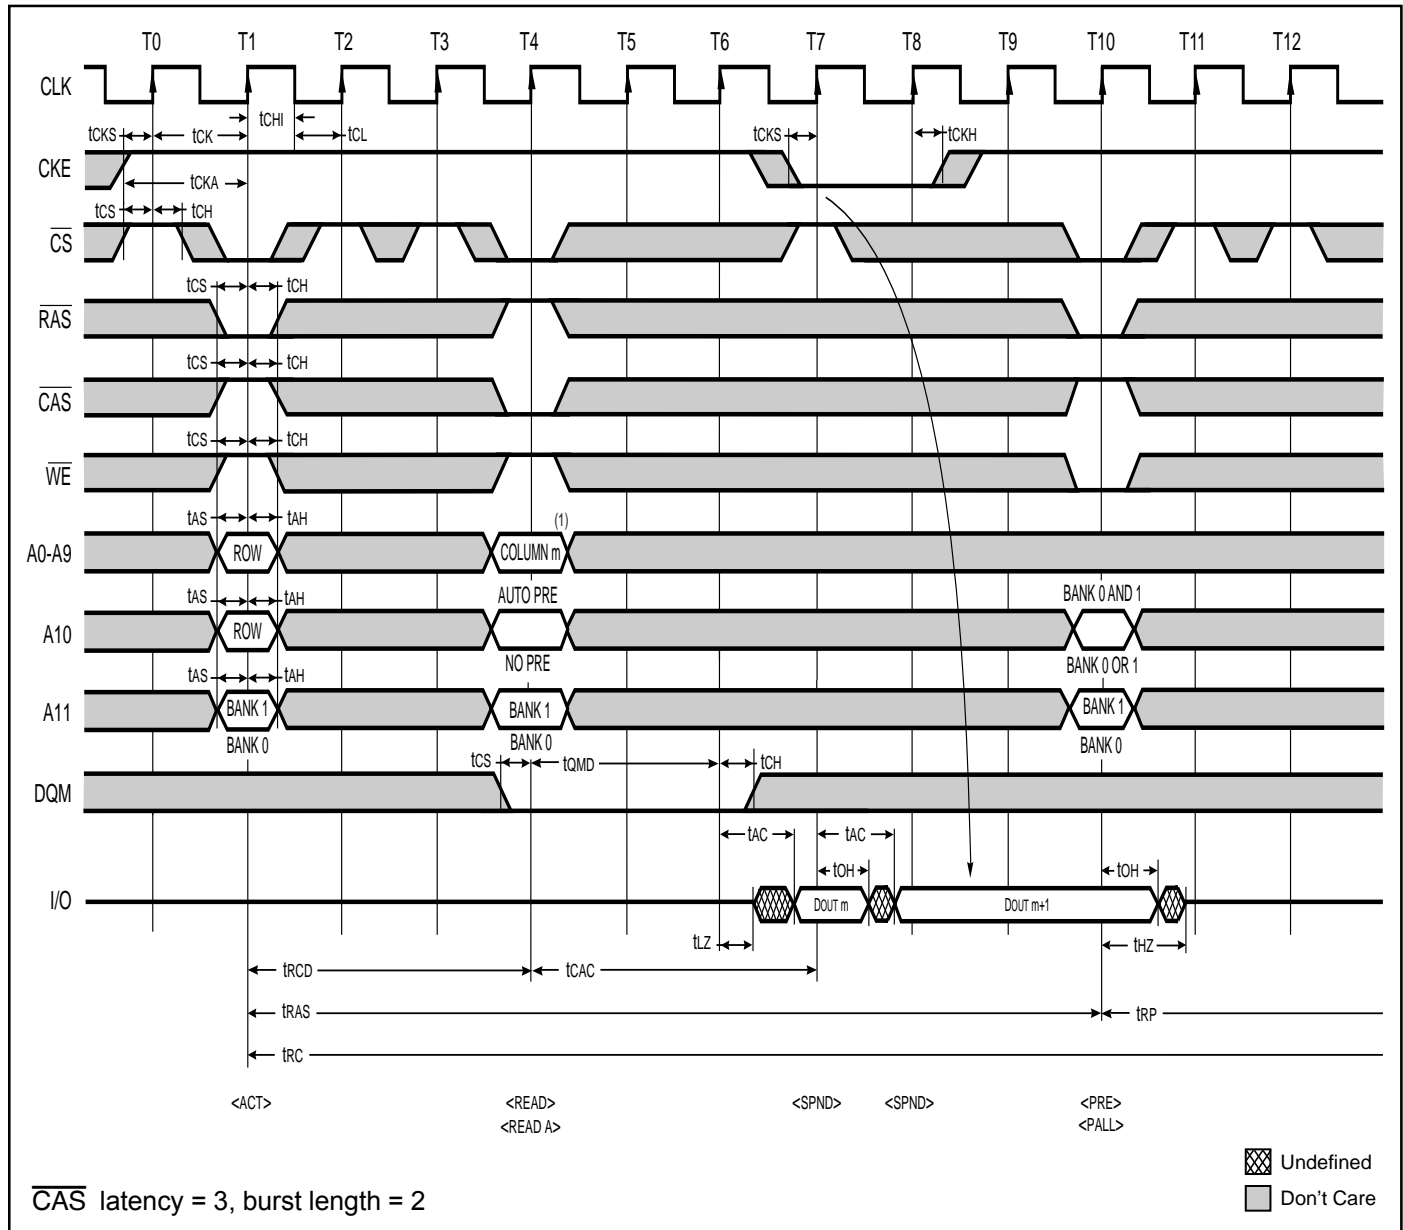 T0 T1 T2 T3 T4 T5 T6 T7 T8 T9 T10 T11 T12
CLK
tCHI
tCKS tCK tCL tCKS tCKH
CKE
tCKA
tCS tCH
CS
tCS tCH
RAS
tCS tCH
CAS
tCS tCH
WE
tAS tAH (1)
A0-A9 ROW COLUMN m
tAS tAH AUTO PRE BANK 0 AND 1
A10 ROW
NO PRE BANK 0 OR 1
tAS tAH
A11 BANK 1 BANK 1 BANK 1
BANK 0 BANK 0 BANK 0
tCS tQMD tCH
DQM
tAC tAC
tOH tOH
I/O DOUT m DOUT m+1
tLZ tHZ
tRCD tCAC
tRAS tRP
tRC
<ACT> <READ> <SPND> <SPND> <PRE>
<READ A> <PALL>
Undefined
Don't Care
CAS latency = 3, burst length = 2